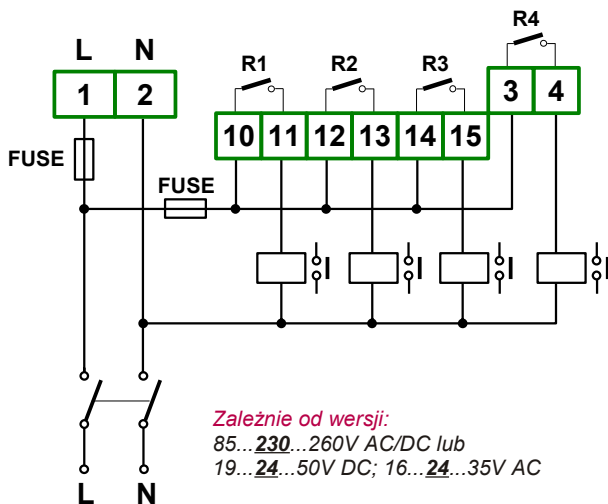 R4
L N
R1 R2 R3
1 2
3 4
10 11 12 13 14 15
FUSE
FUSE
Zależnie od wersji:
85...230...260V AC/DC lub
19...24...50V DC; 16...24...35V AC
L N